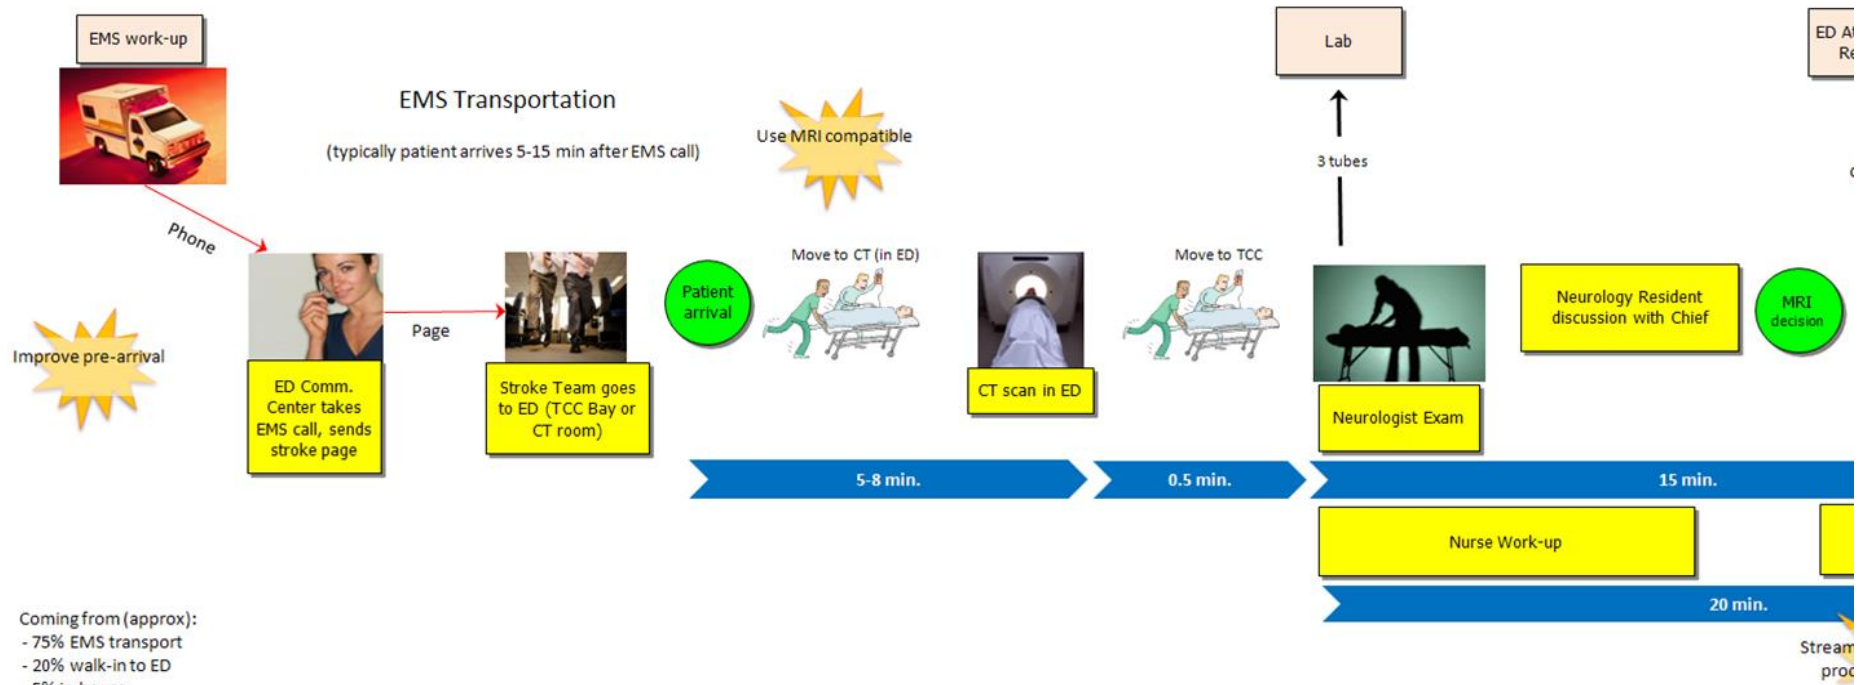 EMS work-up
EMS Transportation
(typically patient arrives 5-15 min after EMS call)
Use MRI compatible
Lab
3 tubes
ED
Phone
Page
Improve pre-arrival
ED Comm.
Center takes
EMS call, sends
stroke page
Stroke Team goes
to ED (TCC Bay or
CT room)
Patient
arrival
Move to CT (in ED)
CT scan in ED
Move to TCC
Neurologist Exam
Neurology Resident
discussion with Chief
MRI
decision
5-8 min.
0.5 min.
15 min.
Nurse Work-up
20 min.
Coming from (approx):
- 75% EMS transport
- 20% walk-in to ED